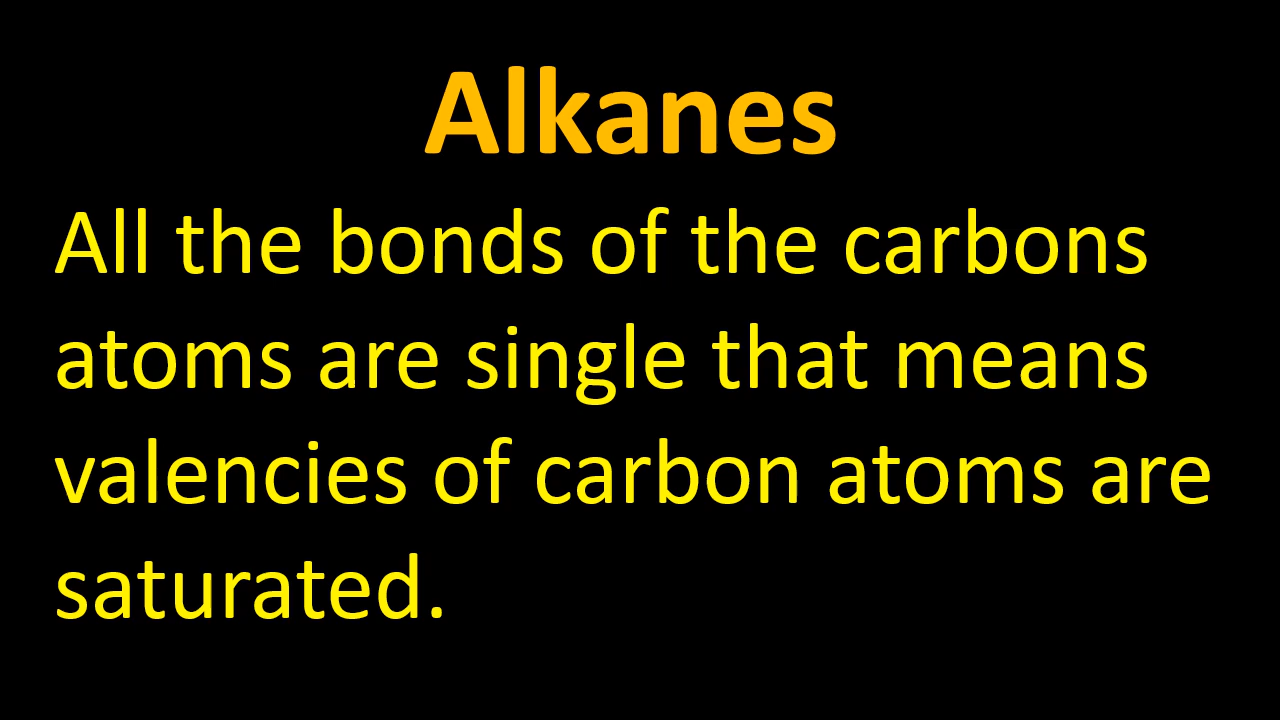 Alkanes
All the bonds of the carbons
atoms are single that means
valencies of carbon atoms are
saturated.